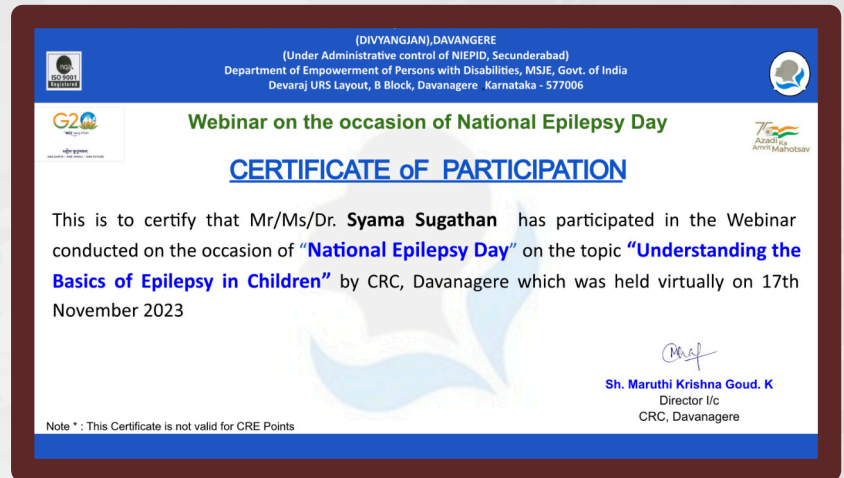 (DIVYANGJAN),DAVANGERE
(Under Administrative control of NIEPID, Secunderabad)
Department of Empowerment of Persons with Disabilities, MSJE, Govt. of India
Devaraj URS Layout, B Block, Davanagere ,Karnataka - 577006
nqa
ISO 9001
Registered
G20
Webinar on the occasion of National Epilepsy Day
75
Azadi Ka
Amrit Mahotsav
CERTIFICATE oF PARTICIPATION
This is to certify that Mr/Ms/Dr. Syama Sugathan has participated in the Webinar
conducted on the occasion of “National Epilepsy Day” on the topic “Understanding the
Basics of Epilepsy in Children” by CRC, Davanagere which was held virtually on 17th
November 2023
Sh. Maruthi Krishna Goud. K
Director I/c
CRC, Davanagere
Note * : This Certificate is not valid for CRE Points